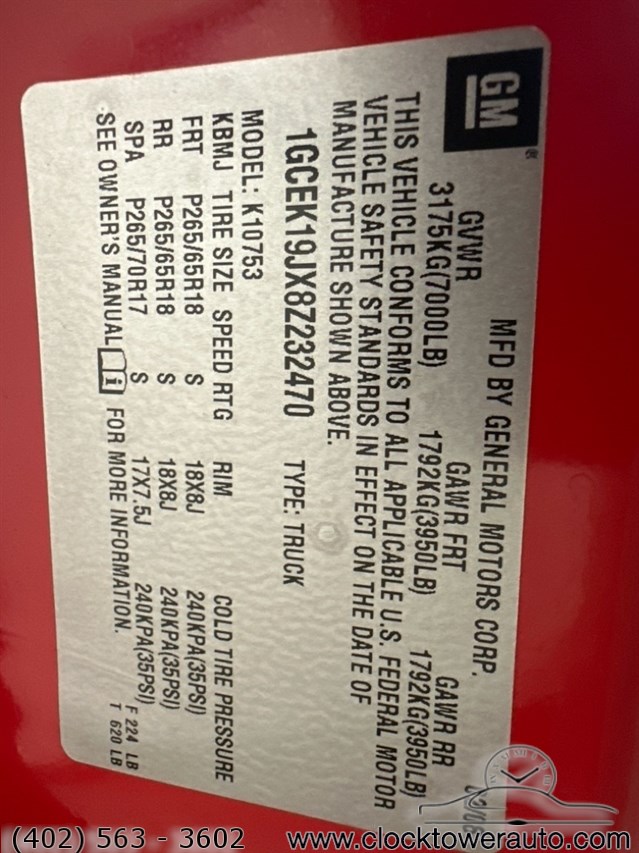 GM
®
MFD BY GENERAL MOTORS CORP.
GVWR GAWR FRT GAWR RR
3175KG(7000LB) 1792KG(3950LB) 1792KG(3950LB)
THIS VEHICLE CONFORMS TO ALL APPLICABLE U.S. FEDERAL MOTOR
VEHICLE SAFETY STANDARDS IN EFFECT ON THE DATE OF
MANUFACTURE SHOWN ABOVE.
1GCEK19JX8Z232470 TYPE: TRUCK
MODEL: K10753
KBMJ TIRE SIZE SPEED RTG RIM COLD TIRE PRESSURE
FRT P265/65R18 S 18X8J 240KPA(35PSI)
RR P265/65R18 S 18X8J 240KPA(35PSI)
SPA P265/70R17 S 17X7.5J 240KPA(35PSI)
SEE OWNER'S MANUAL i FOR MORE INFORMATION.
F 224 LB
T 620 LB
(402) 563 - 3602 www.clocktowerauto.com